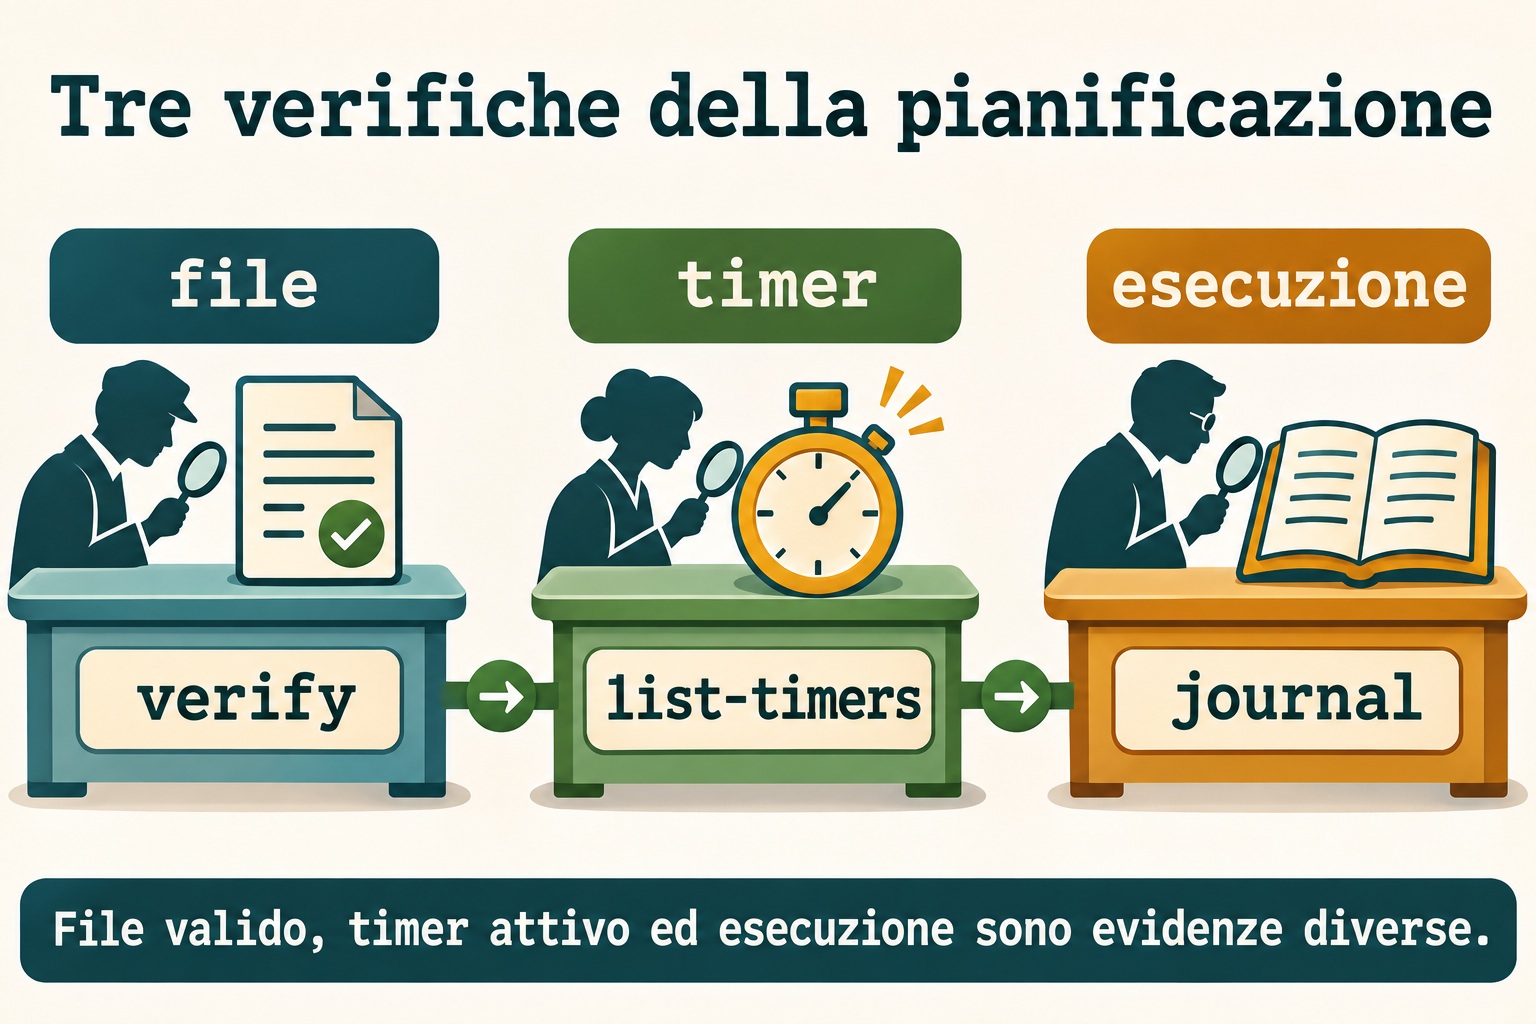 Tre verifiche della pianificazione
file
timer
esecuzione
verify
list-timers
journal
File valido, timer attivo ed esecuzione sono evidenze diverse.